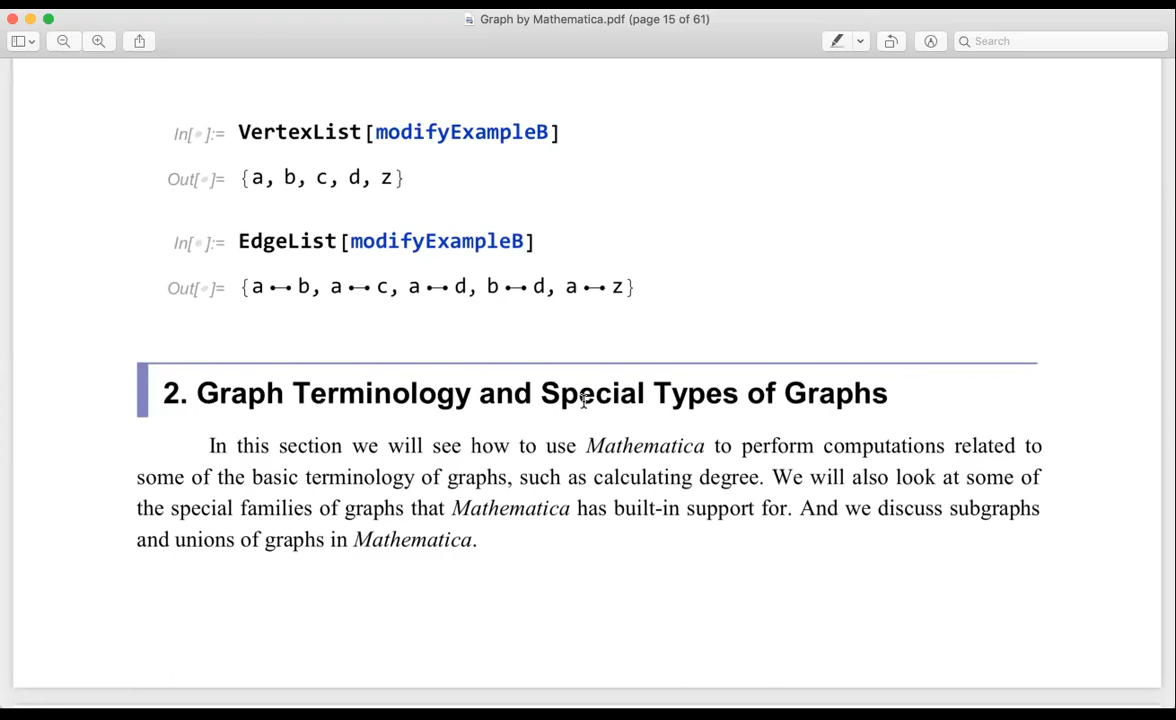 Graph by Mathematica.pdf (page 15 of 61)
Search
In[ ]:= VertexList[modifyExampleB]
Out[ ]= {a, b, c, d, z}
In[ ]:= EdgeList[modifyExampleB]
Out[ ]= {a ↔ b, a ↔ c, a ↔ d, b ↔ d, a ↔ z}
2. Graph Terminology and Special Types of Graphs
In this section we will see how to use Mathematica to perform computations related to
some of the basic terminology of graphs, such as calculating degree. We will also look at some of
the special families of graphs that Mathematica has built-in support for. And we discuss subgraphs
and unions of graphs in Mathematica.